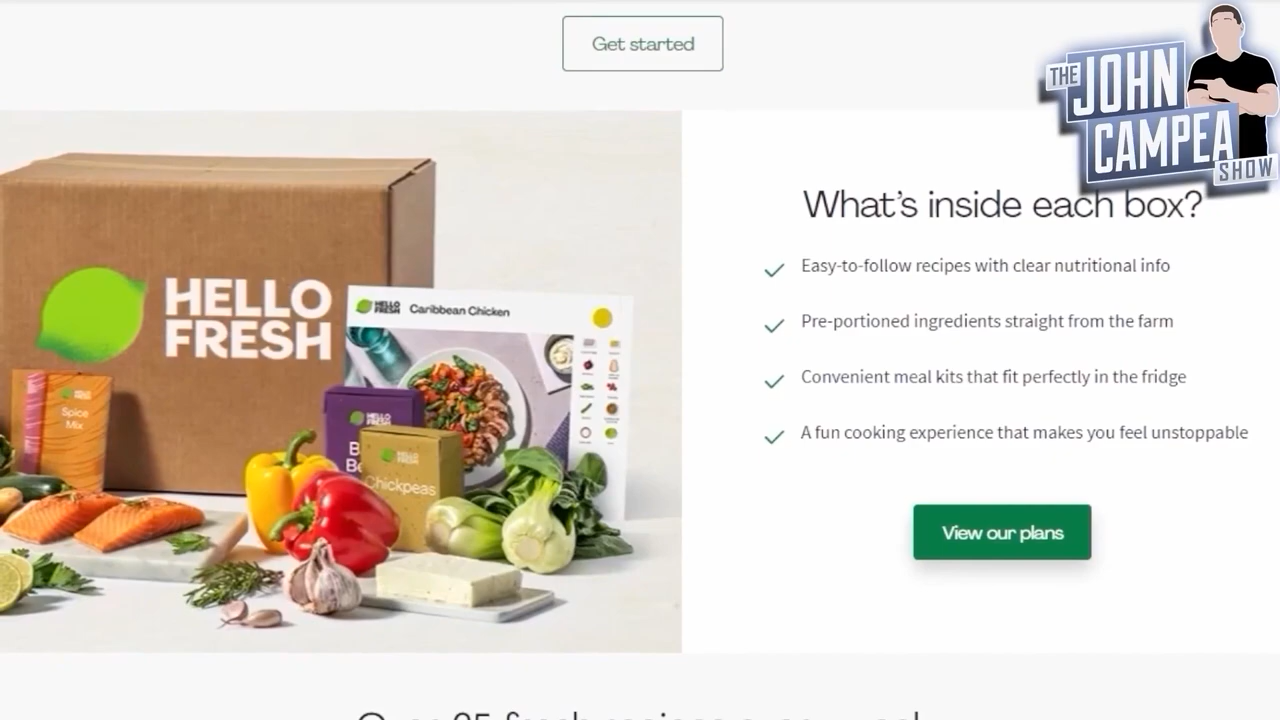 Get started
THE
JOHN
CAMPEA
SHOW
What's inside each box?
Easy-to-follow recipes with clear nutritional info
Pre-portioned ingredients straight from the farm
Convenient meal kits that fit perfectly in the fridge
A fun cooking experience that makes you feel unstoppable
View our plans
HELLO
FRESH
HELLO
FRESH
Caribbean Chicken
Spice
Mix
HELLO
FRESH
Chickpeas